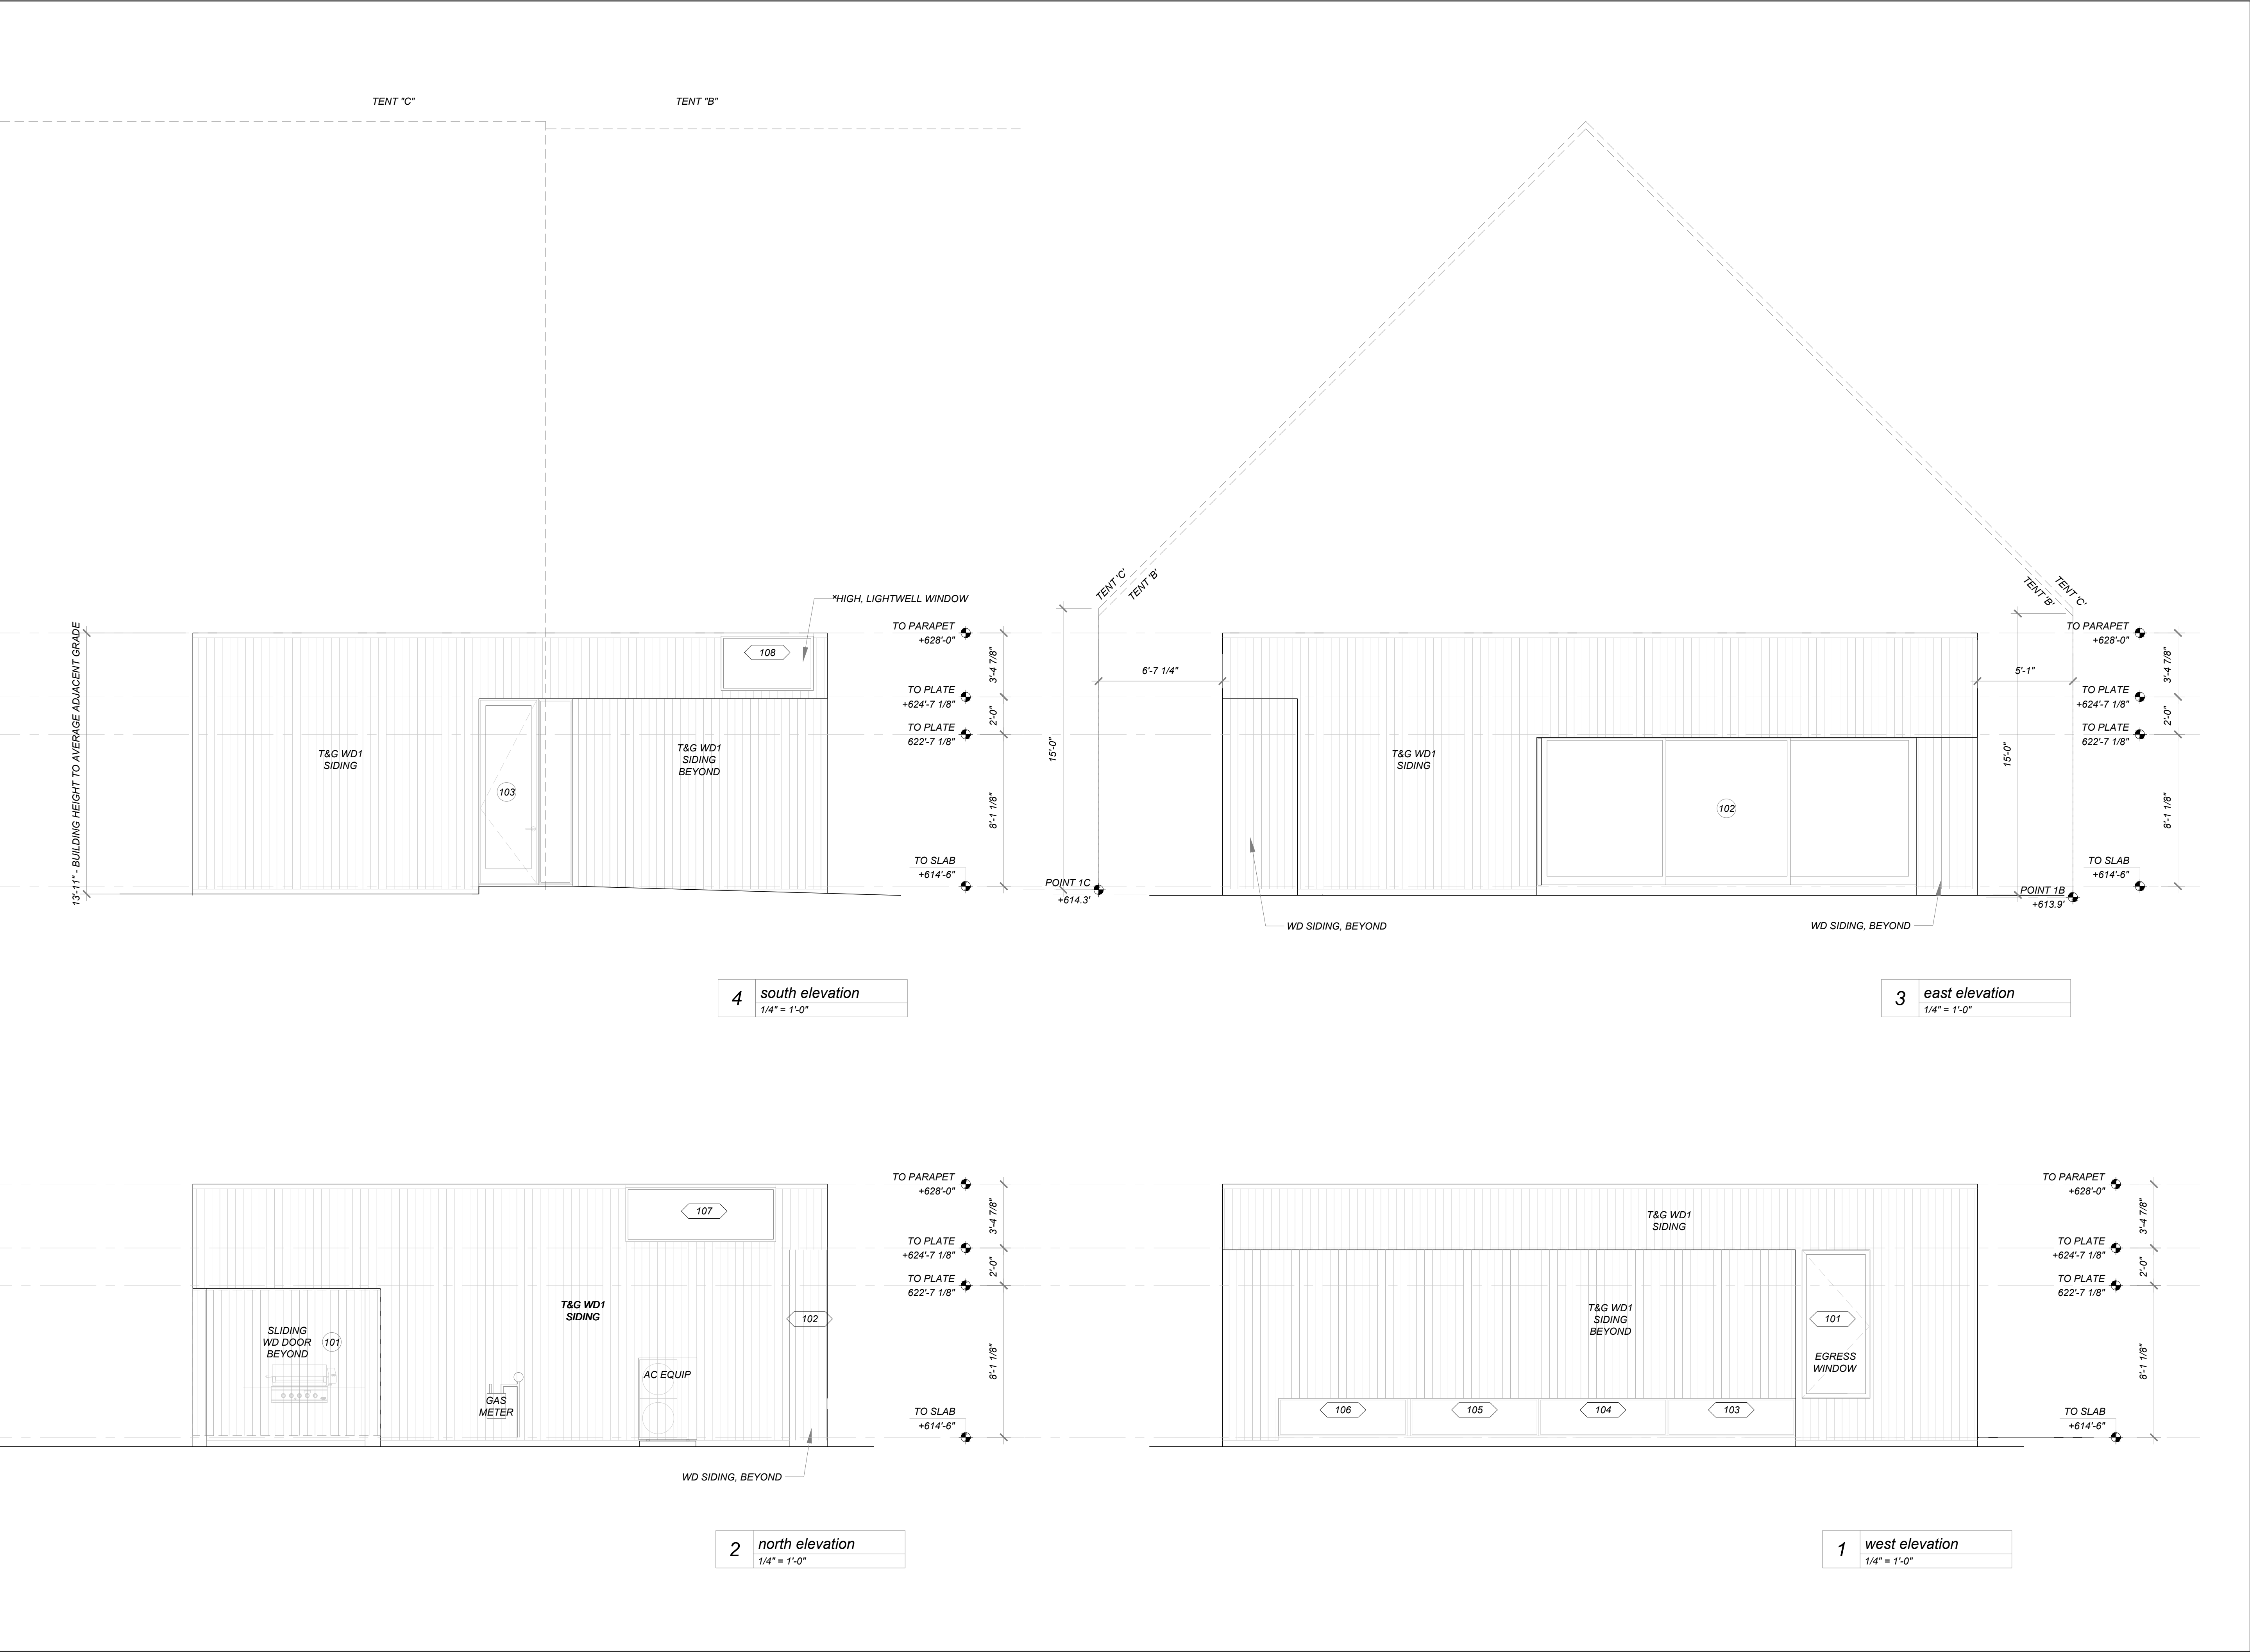 TENT "C"
TENT "B"
13'-11" - BUILDING HEIGHT TO AVERAGE ADJACENT GRADE
T&G WD1
SIDING
103
T&G WD1
SIDING
BEYOND
108
*HIGH, LIGHTWELL WINDOW
TO PARAPET
+628'-0"
TO PLATE
+624'-7 1/8"
TO PLATE
622'-7 1/8"
TO SLAB
+614'-6"
3'-4 7/8"
2'-0"
8'-1 1/8"
4
south elevation
1/4" = 1'-0"
TENT 'C'
TENT 'B'
15'-0"
POINT 1C
+614.3'
6'-7 1/4"
T&G WD1
SIDING
102
WD SIDING, BEYOND
WD SIDING, BEYOND
TENT 'C'
TENT 'B'
5'-1"
15'-0"
POINT 1B
+613.9'
TO PARAPET
+628'-0"
TO PLATE
+624'-7 1/8"
TO PLATE
622'-7 1/8"
TO SLAB
+614'-6"
3'-4 7/8"
2'-0"
8'-1 1/8"
3
east elevation
1/4" = 1'-0"
SLIDING
WD DOOR
BEYOND
101
T&G WD1
SIDING
GAS
METER
AC EQUIP
107
102
WD SIDING, BEYOND
TO PARAPET
+628'-0"
TO PLATE
+624'-7 1/8"
TO PLATE
622'-7 1/8"
TO SLAB
+614'-6"
3'-4 7/8"
2'-0"
8'-1 1/8"
2
north elevation
1/4" = 1'-0"
T&G WD1
SIDING
T&G WD1
SIDING
BEYOND
101
EGRESS
WINDOW
106
105
104
103
TO PARAPET
+628'-0"
TO PLATE
+624'-7 1/8"
TO PLATE
622'-7 1/8"
TO SLAB
+614'-6"
3'-4 7/8"
2'-0"
8'-1 1/8"
1
west elevation
1/4" = 1'-0"